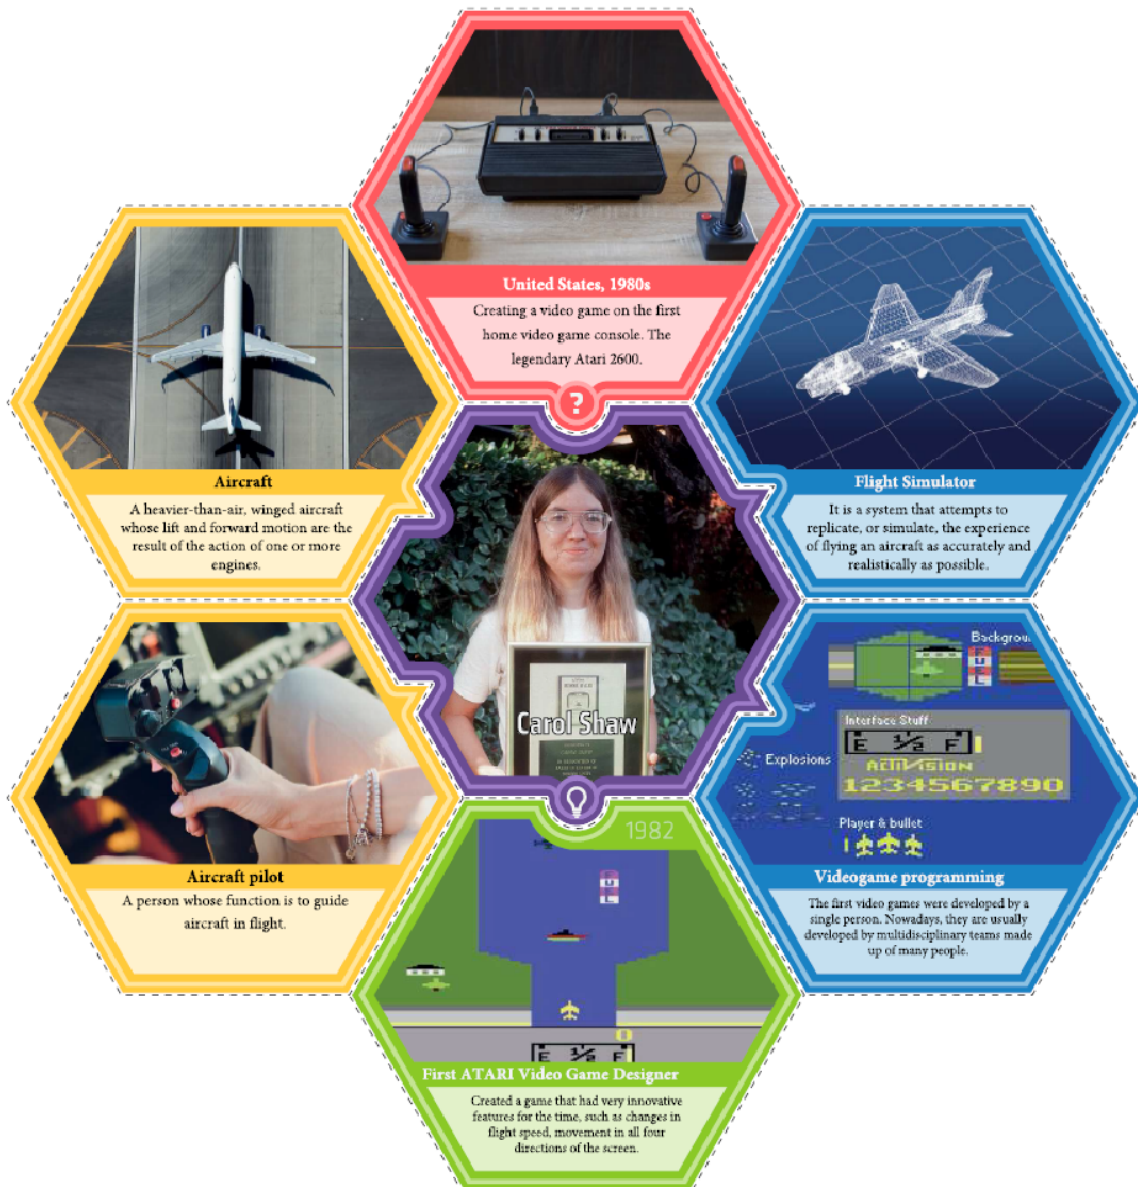 United States, 1980s
Creating a video game on the first
home video game console. The
legendary Atari 2600.
?
Aircraft
A heavier-than-air, winged aircraft
whose lift and forward motion are the
result of the action of one or more
engines.
Flight Simulator
It is a system that attempts to
replicate, or simulate, the experience
of flying an aircraft as accurately and
realistically as possible.
Carol Shaw
Aircraft pilot
A person whose function is to guide
aircraft in flight.
Backgrou
FUEL
Interface Stuff
E 1/2 F
Explosions
ACTIVISION
1234567890
Player & bullet
Videogame programming
The first video games were developed by a
single person. Nowadays, they are usually
developed by multidisciplinary teams made
up of many people.
1982
FUEL
0
E 1/2 F
First ATARI Video Game Designer
Created a game that had very innovative
features for the time, such as changes in
flight speed, movement in all four
directions of the screen.